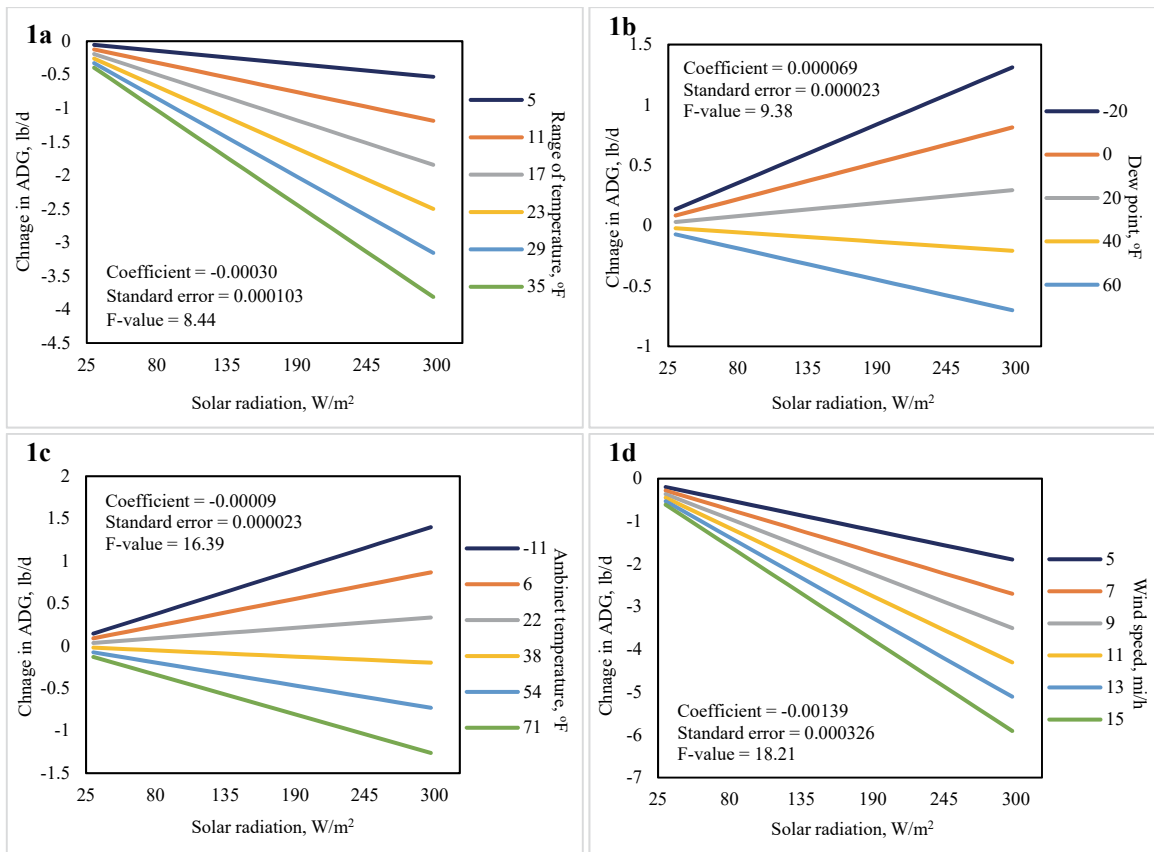 1a
0
-0.5
-1
-1.5
-2
-2.5
-3
-3.5
-4
-4.5
Chnage in ADG, lb/d
Coefficient = -0.00030
Standard error = 0.000103
F-value = 8.44
25 80 135 190 245 300
Solar radiation, W/m²
5
11
17
23
29
35
Range of temperature, ºF
1b
1.5
1
0.5
0
-0.5
-1
Chnage in ADG, lb/d
Coefficient = 0.000069
Standard error = 0.000023
F-value = 9.38
25 80 135 190 245 300
Solar radiation, W/m²
-20
0
20
40
60
Dew point, ºF
1c
2
1.5
1
0.5
0
-0.5
-1
-1.5
Chnage in ADG, lb/d
Coefficient = -0.00009
Standard error = 0.000023
F-value = 16.39
25 80 135 190 245 300
Solar radiation, W/m²
-11
6
22
38
54
71
Ambinet temperature, ºF
1d
0
-1
-2
-3
-4
-5
-6
-7
Chnage in ADG, lb/d
Coefficient = -0.00139
Standard error = 0.000326
F-value = 18.21
25 80 135 190 245 300
Solar radiation, W/m²
5
7
9
11
13
15
Wind speed, mi/h